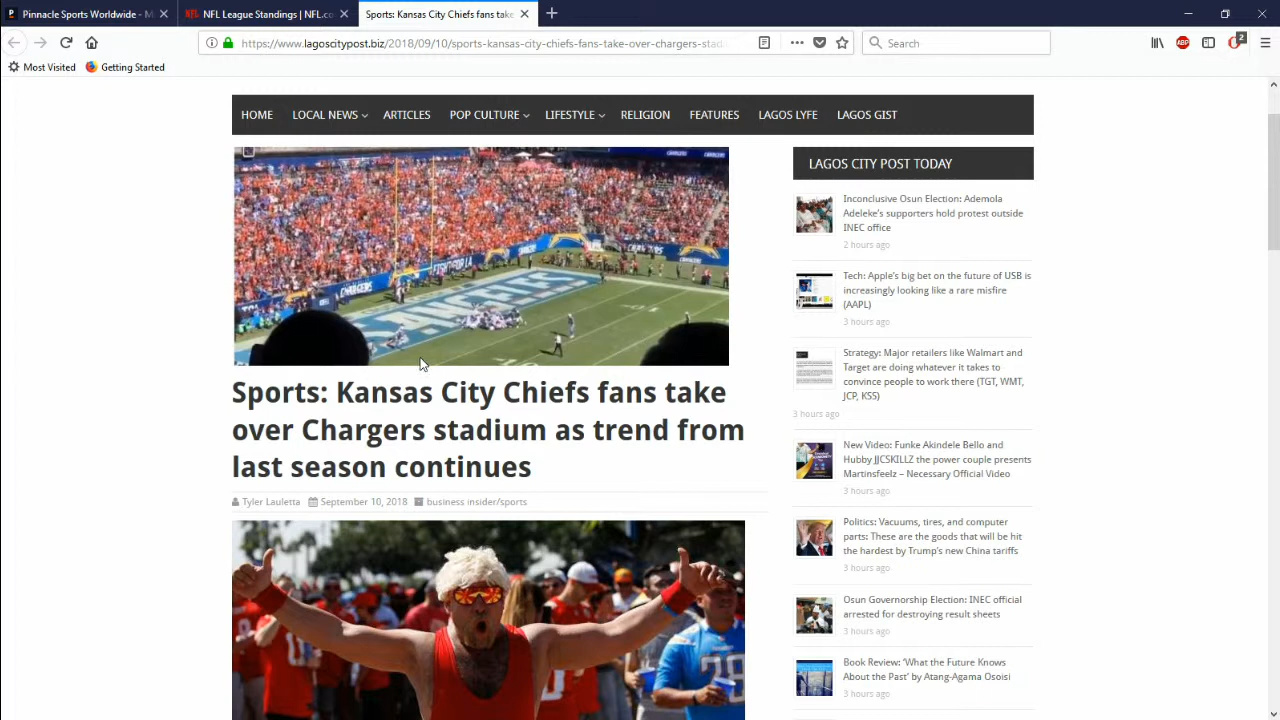 Pinnacle Sports Worldwide - M
NFL NFL League Standings | NFL.co
Sports: Kansas City Chiefs fans take
https://www.lagoscitypost.biz/2018/09/10/sports-kansas-city-chiefs-fans-take-over-chargers-stad
Search
ABP
2
Most Visited
Getting Started
HOME
LOCAL NEWS
ARTICLES
POP CULTURE
LIFESTYLE
RELIGION
FEATURES
LAGOS LYFE
LAGOS GIST
CHARGERS
Sports: Kansas City Chiefs fans take
over Chargers stadium as trend from
last season continues
Tyler Lauletta
September 10, 2018
business insider/sports
LAGOS CITY POST TODAY
Inconclusive Osun Election: Ademola
Adeleke's supporters hold protest outside
INEC office
2 hours ago
Tech: Apple's big bet on the future of USB is
increasingly looking like a rare misfire
(AAPL)
3 hours ago
Strategy: Major retailers like Walmart and
Target are doing whatever it takes to
convince people to work there (TGT, WMT,
JCP, KSS)
3 hours ago
New Video: Funke Akindele Bello and
Hubby JJCSKILLZ the power couple presents
Martinsfeelz – Necessary Official Video
3 hours ago
Politics: Vacuums, tires, and computer
parts: These are the goods that will be hit
the hardest by Trump's new China tariffs
3 hours ago
Osun Governorship Election: INEC official
arrested for destroying result sheets
3 hours ago
Book Review: 'What the Future Knows
About the Past' by Atang-Agama Osoisi
3 hours ago